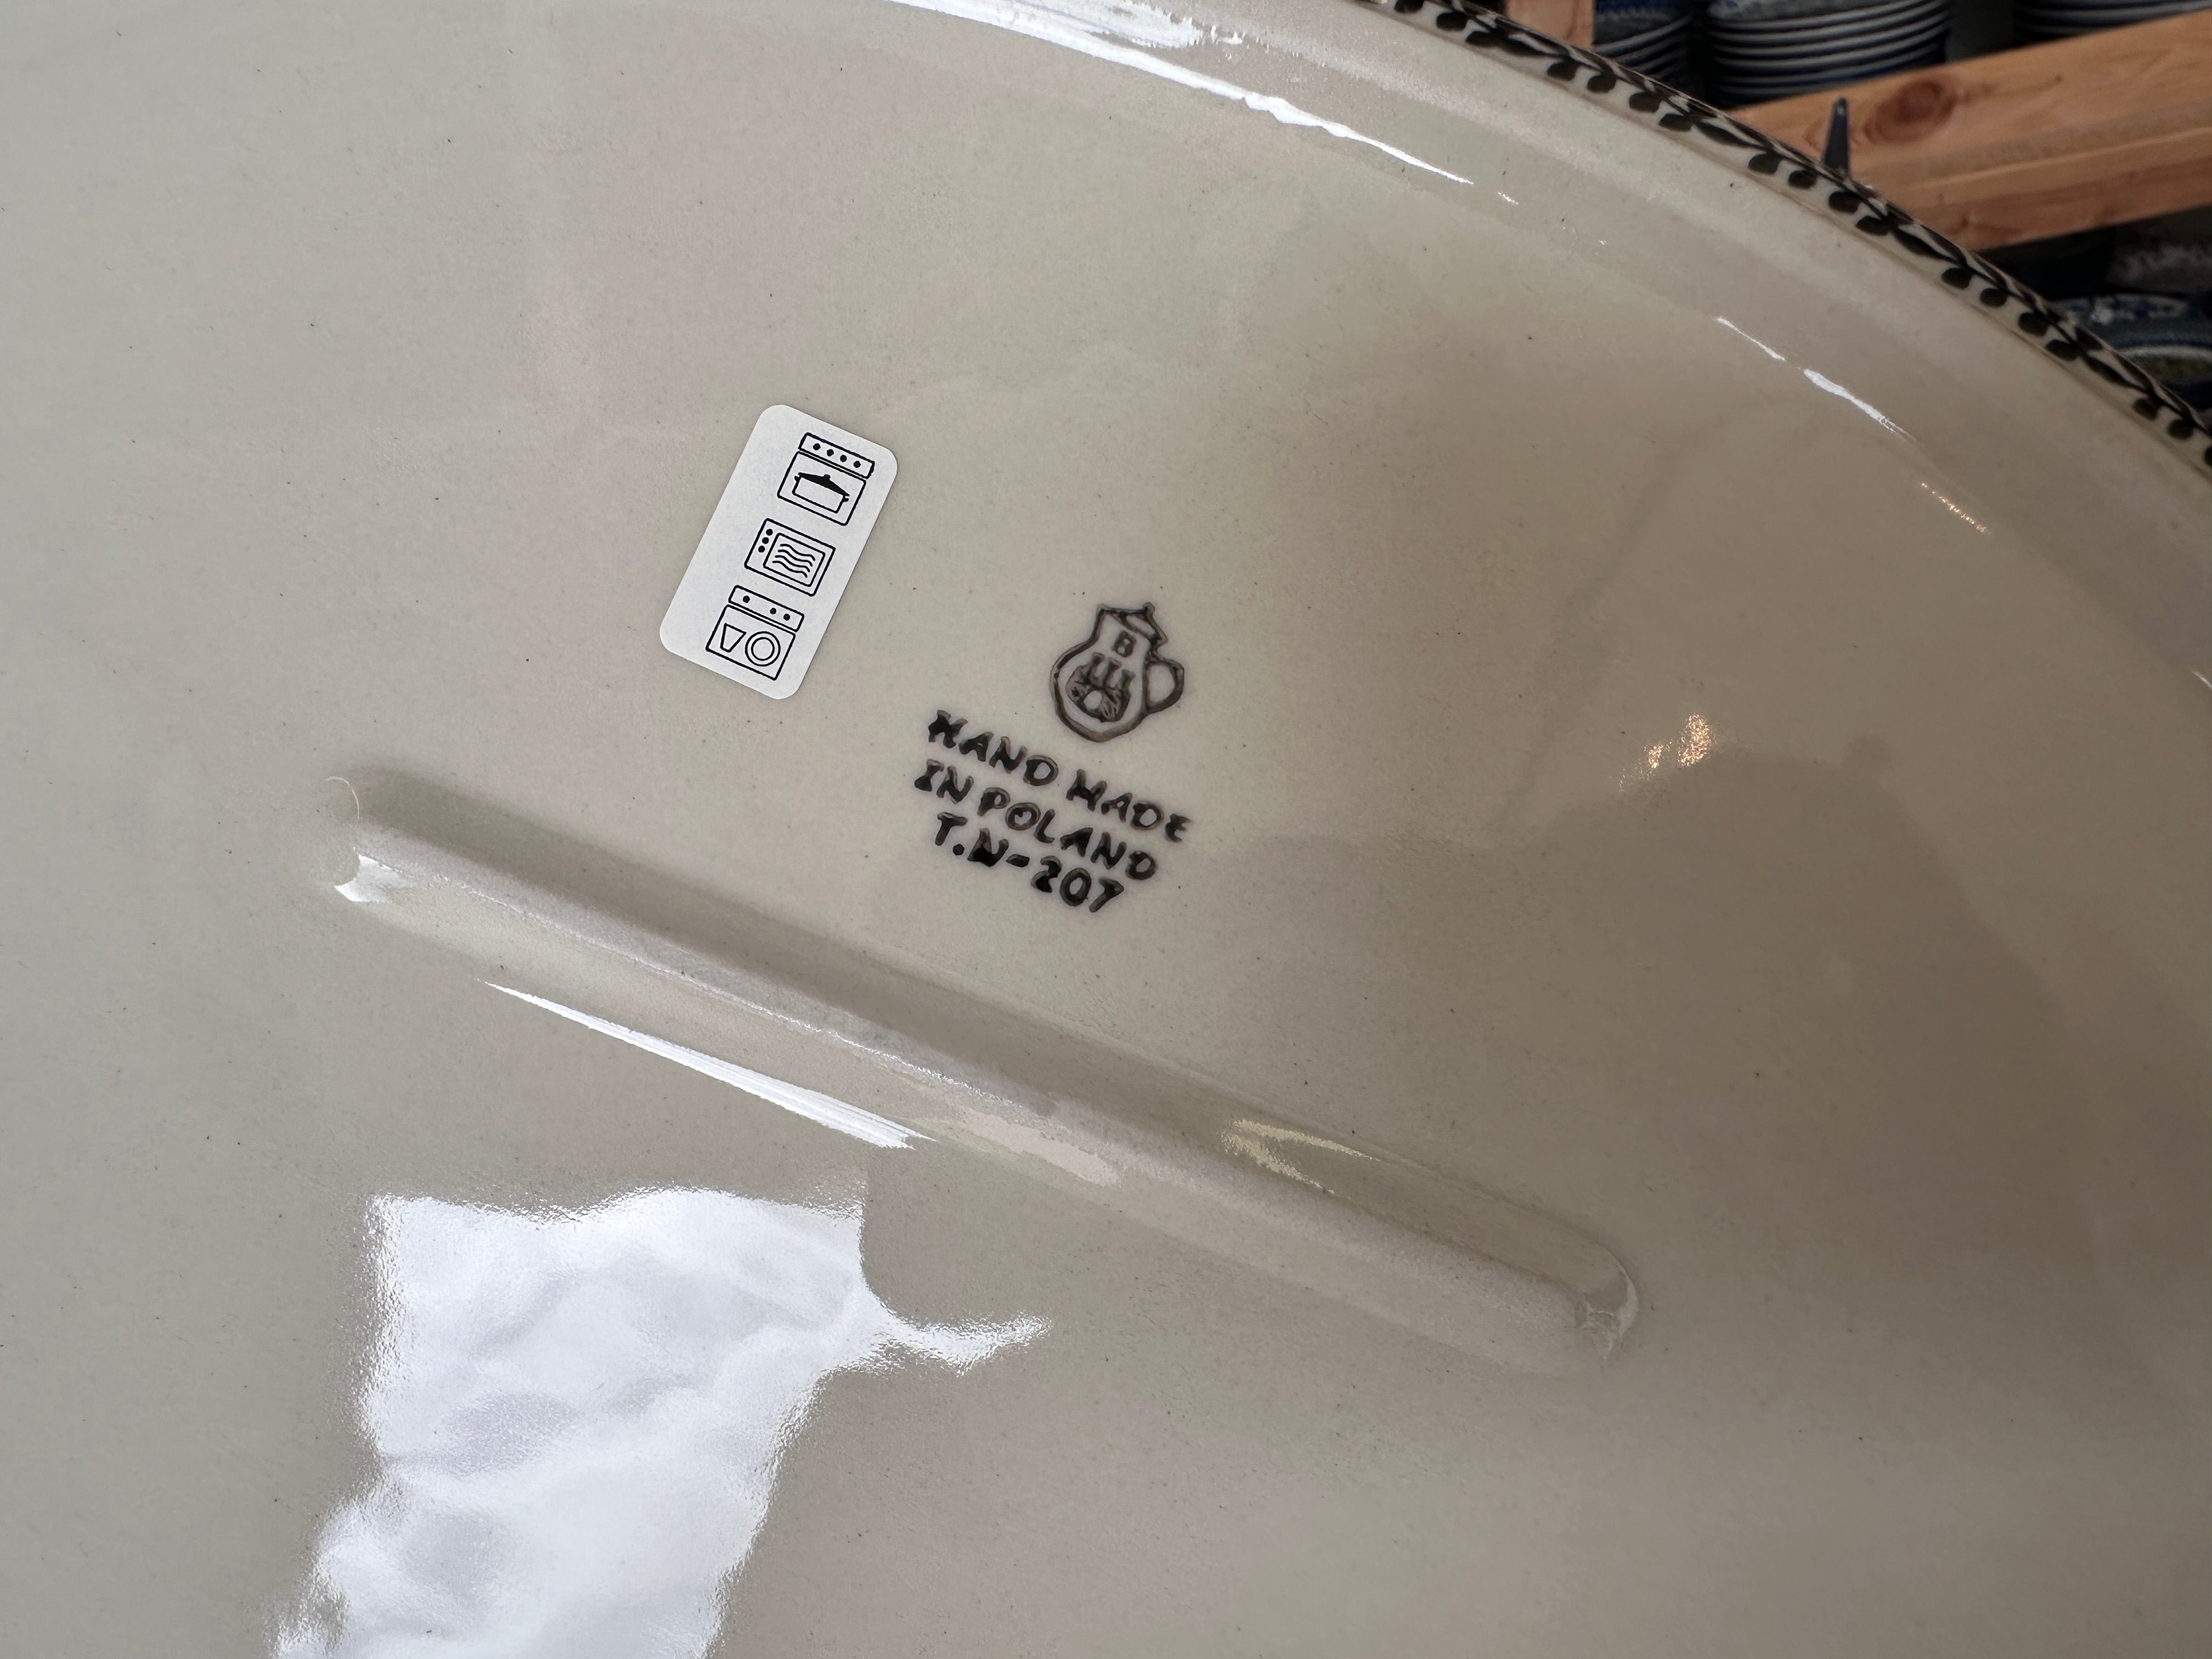 B
HAND MADE
IN POLAND
T.N-207